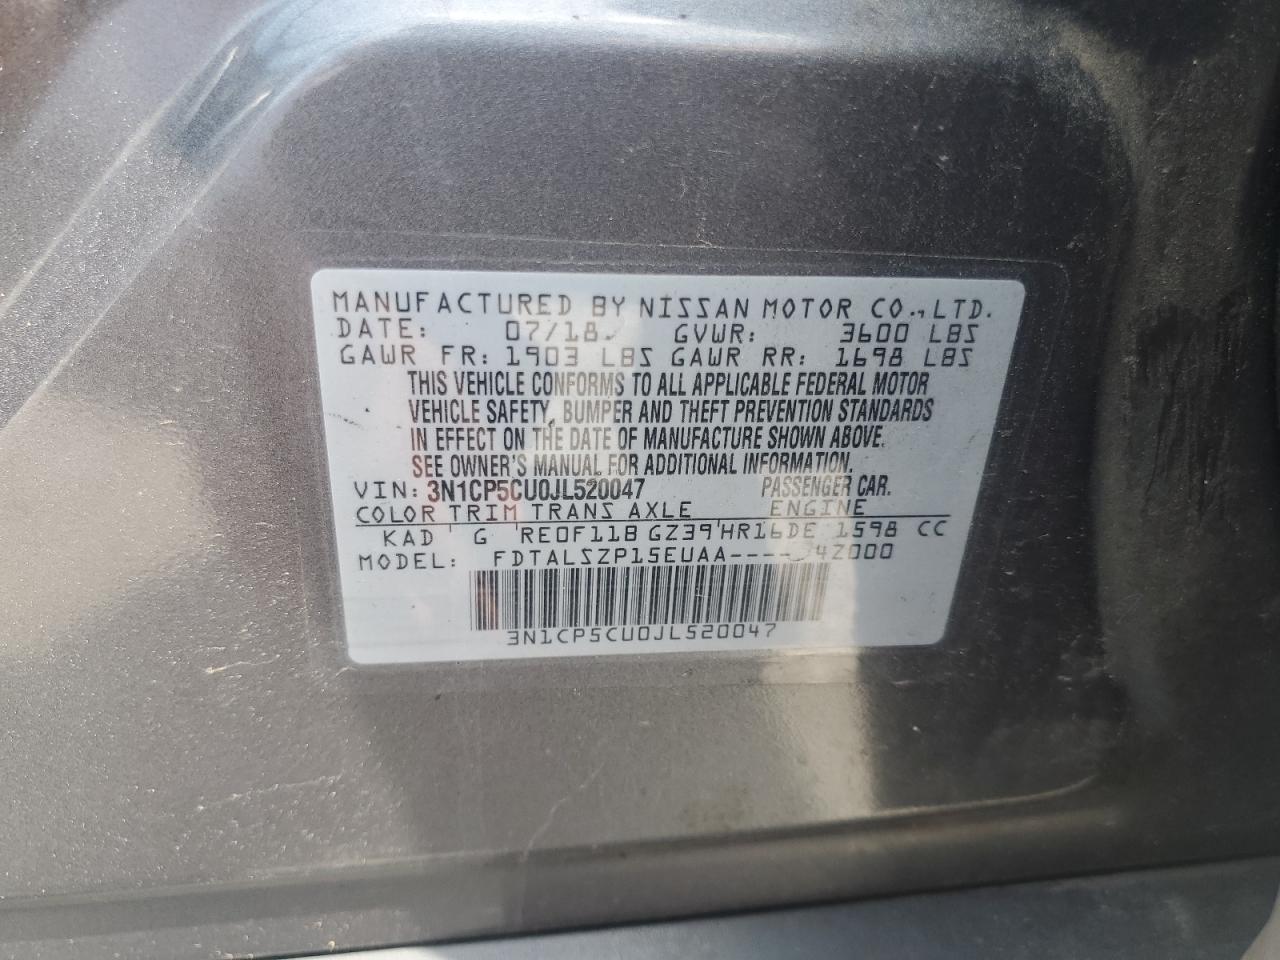 MANUFACTURED BY NISSAN MOTOR CO., LTD.
DATE: 07/18 GVWR: 3600 LBS
GAWR FR: 1903 LBS GAWR RR: 1698 LBS
THIS VEHICLE CONFORMS TO ALL APPLICABLE FEDERAL MOTOR
VEHICLE SAFETY, BUMPER AND THEFT PREVENTION STANDARDS
IN EFFECT ON THE DATE OF MANUFACTURE SHOWN ABOVE.
SEE OWNER'S MANUAL FOR ADDITIONAL INFORMATION.
VIN: 3N1CP5CU0JL520047 PASSENGER CAR.
COLOR TRIM TRANS AXLE ENGINE
KAD G RE0F11B GZ39 HR16DE 1598 CC
MODEL: FDTALSZP15EUAA---- 4Z000
3N1CP5CU0JL520047